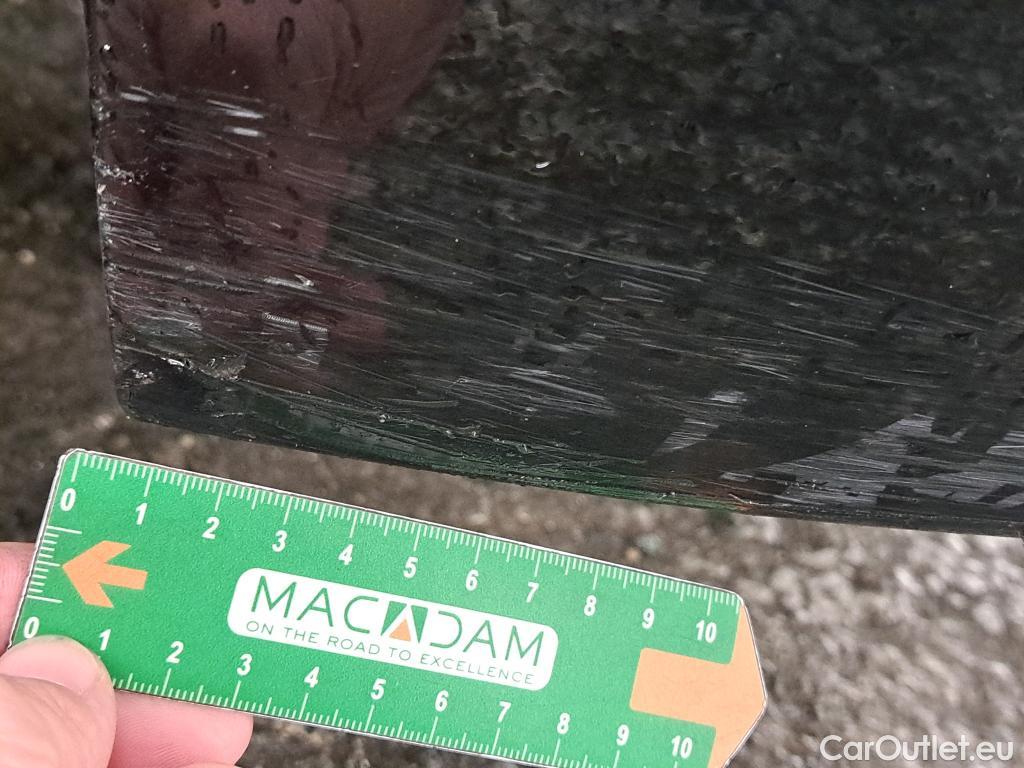 0 1 2 3 4 5 6 7 8 9 10
MACADAM
ON THE ROAD TO EXCELLENCE
0 1 2 3 4 5 6 7 8 9 10
CarOutlet.eu